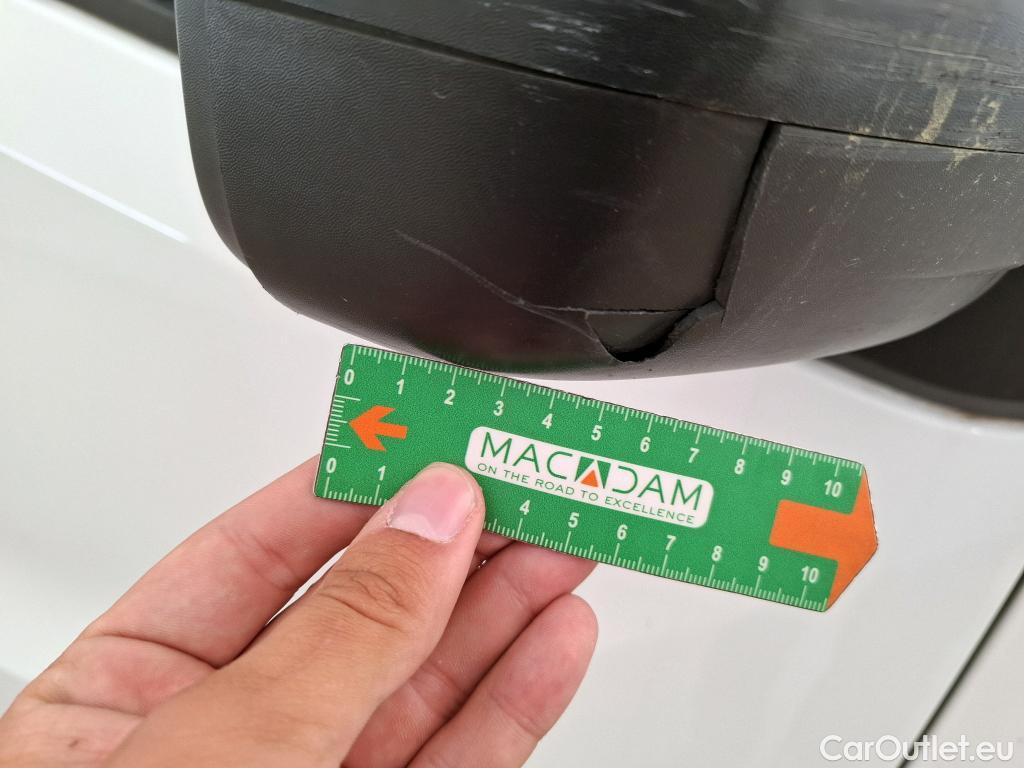 0 1 2 3 4 5 6 7 8 9 10
MACADAM
ON THE ROAD TO EXCELLENCE
0 1 4 5 6 7 8 9 10
CarOutlet.eu